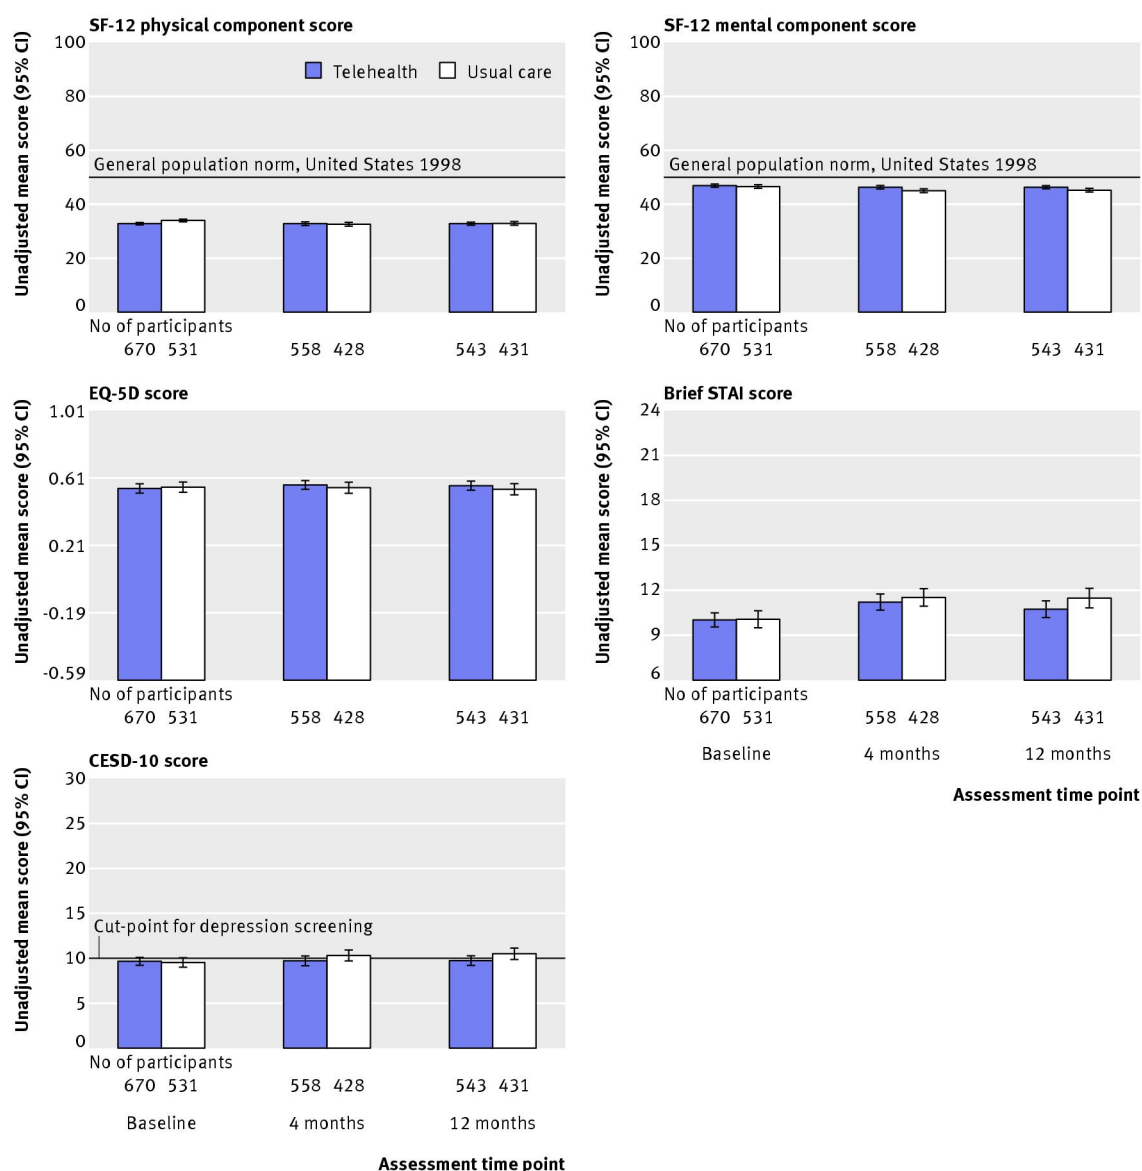 SF-12 physical component score
Unadjusted mean score (95% CI)
100
80
60
40
20
0
Telehealth Usual care
General population norm, United States 1998
No of participants
670 531 558 428 543 431
SF-12 mental component score
Unadjusted mean score (95% CI)
100
80
60
40
20
0
General population norm, United States 1998
No of participants
670 531 558 428 543 431
EQ-5D score
Unadjusted mean score (95% CI)
1.01
0.61
0.21
-0.19
-0.59
No of participants
670 531 558 428 543 431
Brief STAI score
Unadjusted mean score (95% CI)
24
21
18
15
12
9
6
No of participants
670 531 558 428 543 431
Baseline 4 months 12 months
Assessment time point
CESD-10 score
Unadjusted mean score (95% CI)
30
25
20
15
10
5
0
Cut-point for depression screening
No of participants
670 531 558 428 543 431
Baseline 4 months 12 months
Assessment time point